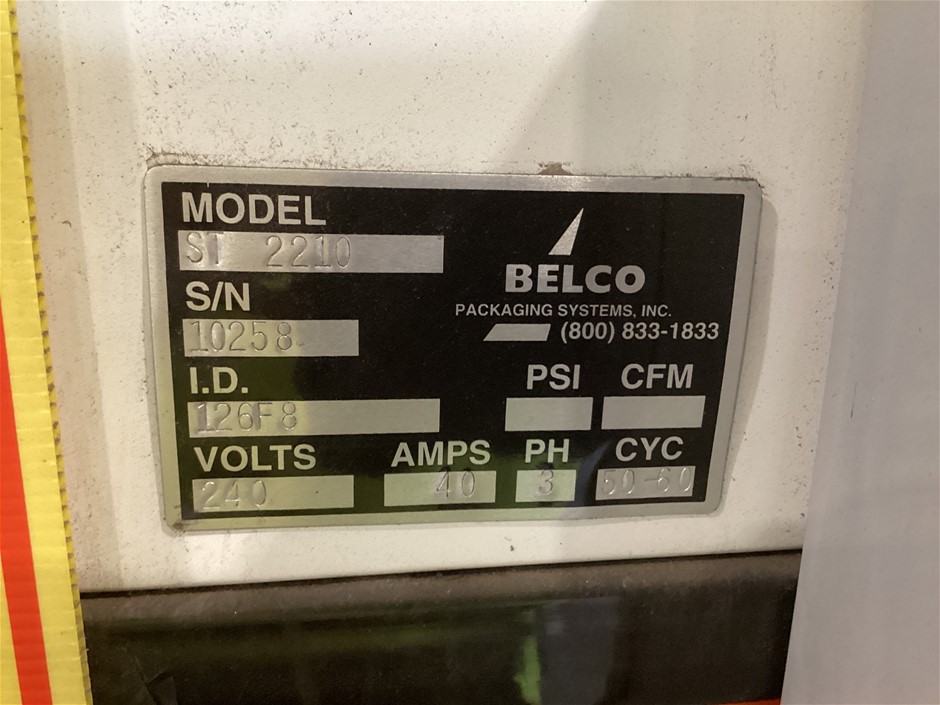 MODEL
ST 2210
BELCO
PACKAGING SYSTEMS, INC.
(800) 833-1833
S/N
10258
I.D.
126F8
PSI CFM
VOLTS AMPS PH CYC
240 40 3 50-60